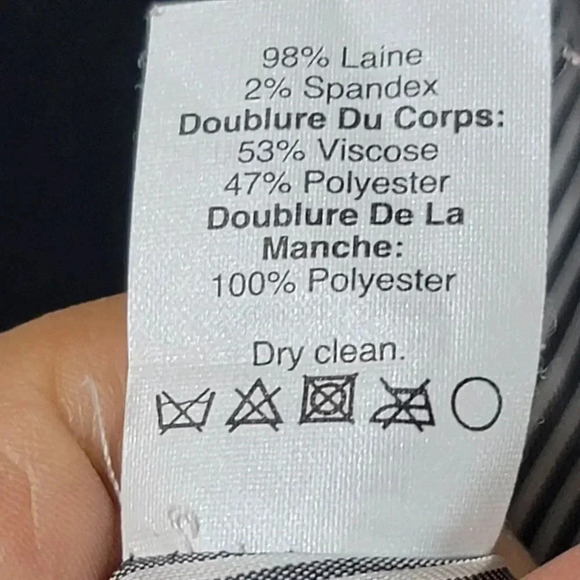 98% Laine
2% Spandex
Doublure Du Corps:
53% Viscose
47% Polyester
Doublure De La
Manche:
100% Polyester
Dry clean.